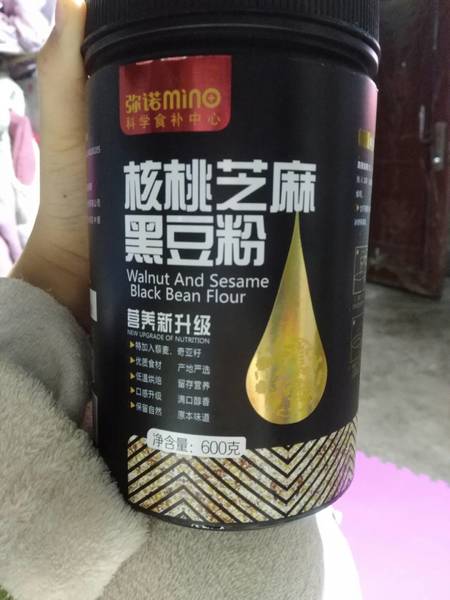 弥诺mino
科学食补中心
核桃芝麻
黑豆粉
Walnut And Sesame
Black Bean Flour
营养新升级
NEW UPGRADE OF NUTRITION
▸特加入藜麦、奇亚籽
▸优质食材 产地严选
▸低温烘焙 留存营养
▸口感升级 满口醇香
▸保留自然 原本味道
净含量：600克